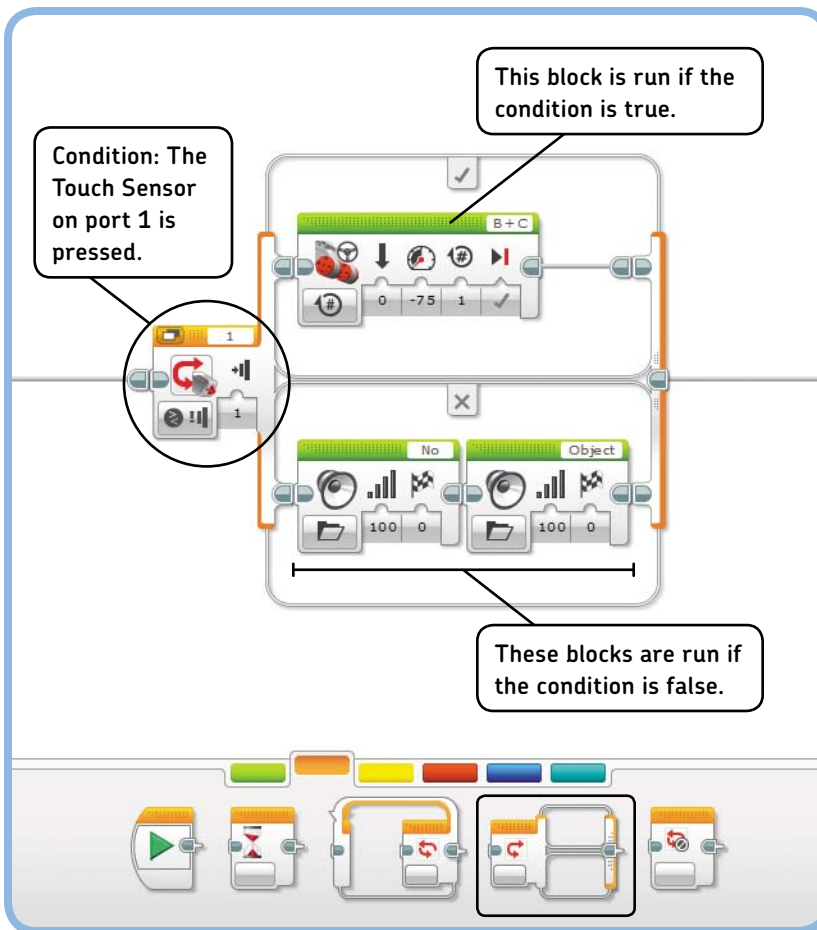 This block is run if the
condition is true.
Condition: The
Touch Sensor
on port 1 is
pressed.
B+C
0 -75 1
1
1
No
Object
100 0
100 0
#
#
These blocks are run if
the condition is false.